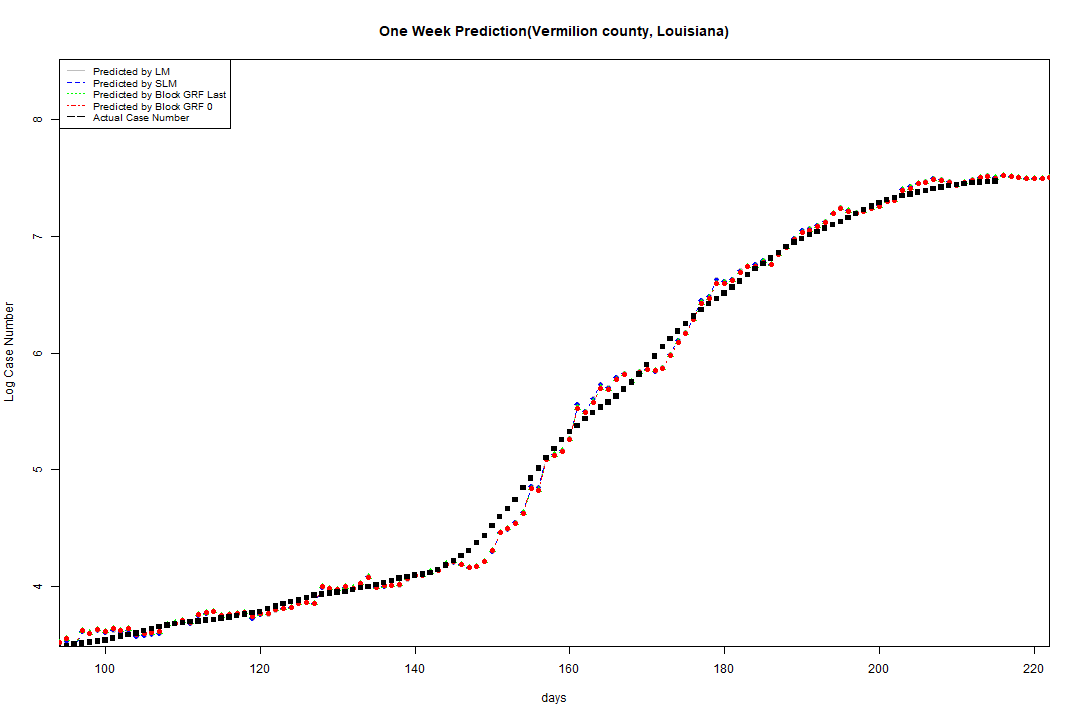 One Week Prediction(Vermilion county, Louisiana)
Predicted by LM
Predicted by SLM
Predicted by Block GRF Last
Predicted by Block GRF 0
Actual Case Number
8
7
6
5
4
Log Case Number
100 120 140 160 180 200 220
days